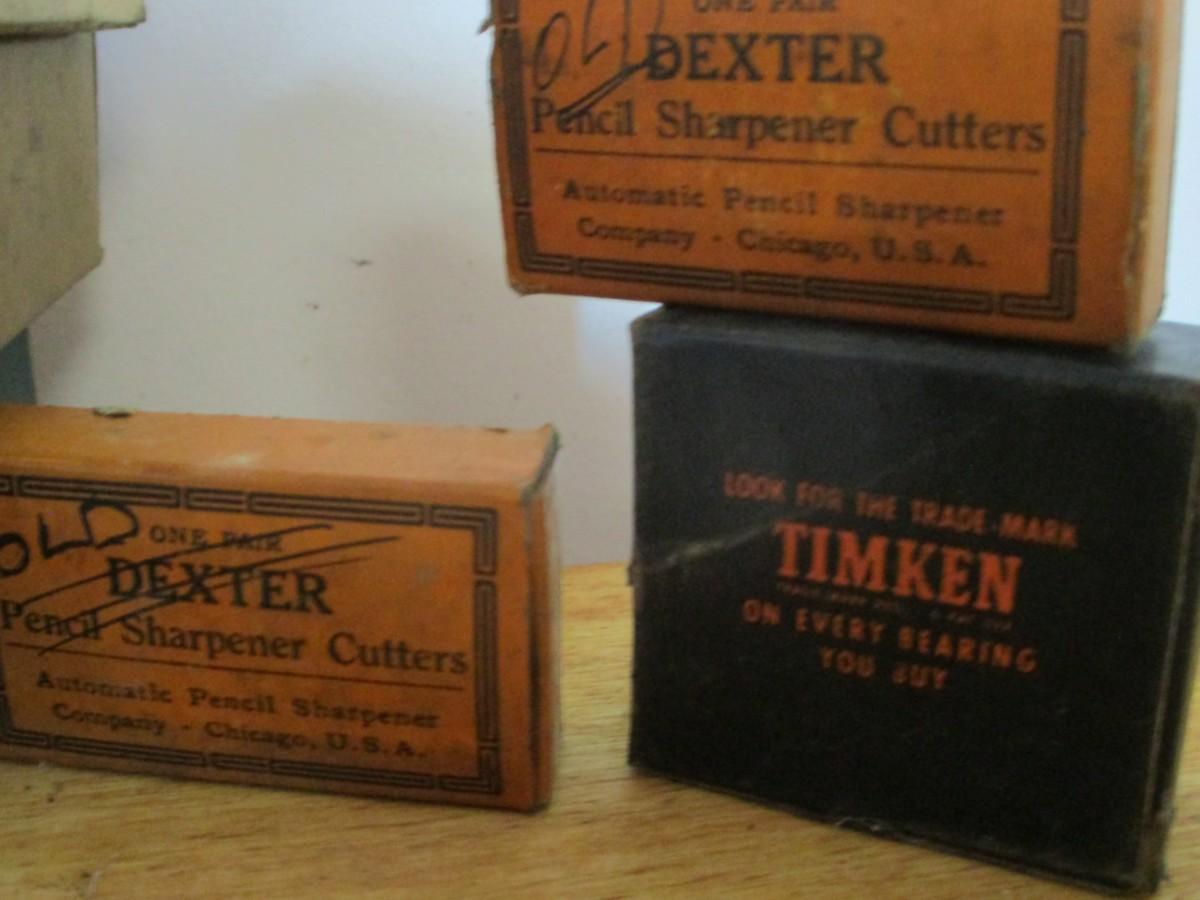 ONE PAIR
OLD
DEXTER
Pencil Sharpener Cutters
Automatic Pencil Sharpener
Company - Chicago, U.S.A.
OLD
ONE PAIR
DEXTER
Pencil Sharpener Cutters
Automatic Pencil Sharpener
Company - Chicago, U.S.A.
LOOK FOR THE TRADE-MARK
TIMKEN
ON EVERY BEARING
YOU BUY